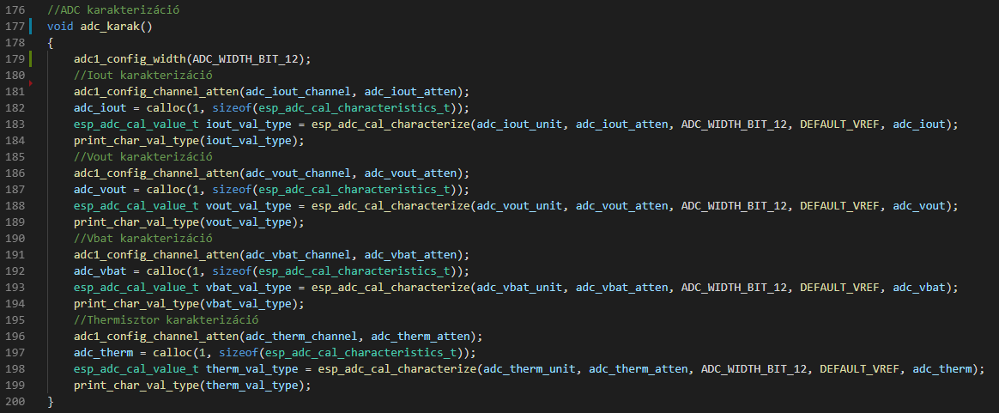 176 //ADC karakterizáció
177 void adc_karak()
178 {
179 adc1_config_width(ADC_WIDTH_BIT_12);
180 //Iout karakterizáció
181 adc1_config_channel_atten(adc_iout_channel, adc_iout_atten);
182 adc_iout = calloc(1, sizeof(esp_adc_cal_characteristics_t));
183 esp_adc_cal_value_t iout_val_type = esp_adc_cal_characterize(adc_iout_unit, adc_iout_atten, ADC_WIDTH_BIT_12, DEFAULT_VREF, adc_iout);
184 print_char_val_type(iout_val_type);
185 //Vout karakterizáció
186 adc1_config_channel_atten(adc_vout_channel, adc_vout_atten);
187 adc_vout = calloc(1, sizeof(esp_adc_cal_characteristics_t));
188 esp_adc_cal_value_t vout_val_type = esp_adc_cal_characterize(adc_vout_unit, adc_vout_atten, ADC_WIDTH_BIT_12, DEFAULT_VREF, adc_vout);
189 print_char_val_type(vout_val_type);
190 //Vbat karakterizáció
191 adc1_config_channel_atten(adc_vbat_channel, adc_vbat_atten);
192 adc_vbat = calloc(1, sizeof(esp_adc_cal_characteristics_t));
193 esp_adc_cal_value_t vbat_val_type = esp_adc_cal_characterize(adc_vbat_unit, adc_vbat_atten, ADC_WIDTH_BIT_12, DEFAULT_VREF, adc_vbat);
194 print_char_val_type(vbat_val_type);
195 //Thermisztor karakterizáció
196 adc1_config_channel_atten(adc_therm_channel, adc_therm_atten);
197 adc_therm = calloc(1, sizeof(esp_adc_cal_characteristics_t));
198 esp_adc_cal_value_t therm_val_type = esp_adc_cal_characterize(adc_therm_unit, adc_therm_atten, ADC_WIDTH_BIT_12, DEFAULT_VREF, adc_therm);
199 print_char_val_type(therm_val_type);
200 }